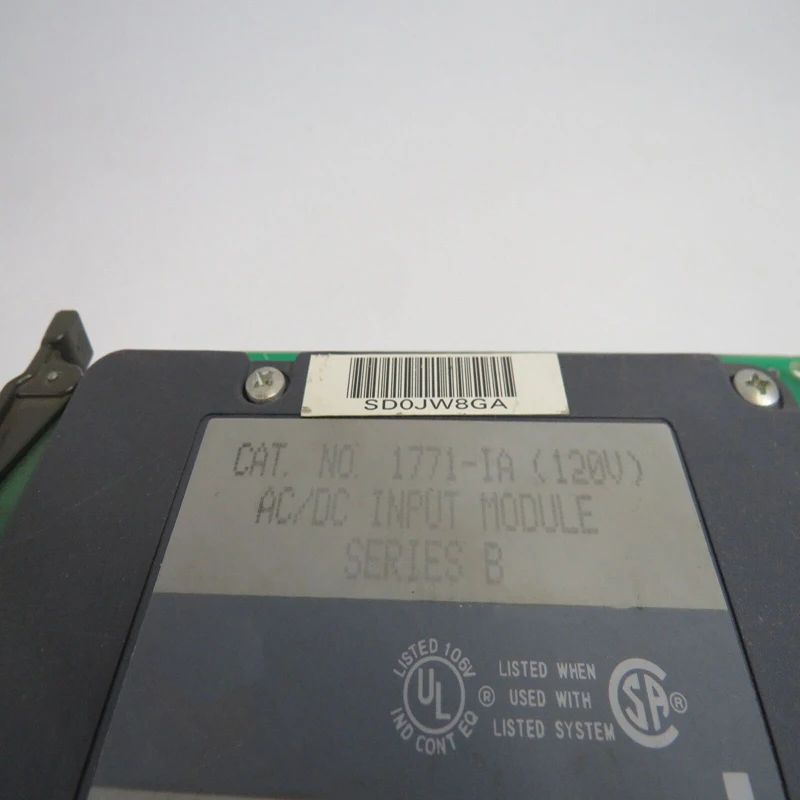 SD0JW8GA
CAT. NO. 1771-IA (120V)
AC/DC INPUT MODULE
SERIES B
LISTED 106V
UL ®
IND CONT EQ
LISTED WHEN
USED WITH
LISTED SYSTEM
SA ®